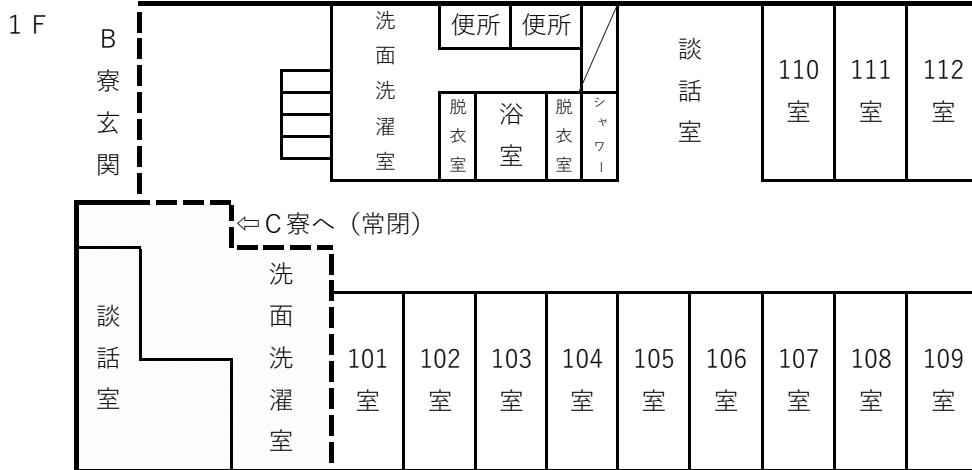 １Ｆ
B寮玄関
洗面洗濯室
便所
便所
脱衣室
浴室
脱衣室
シャワー
談話室
110室
111室
112室
⇦C寮へ（常閉）
談話室
洗面洗濯室
101室
102室
103室
104室
105室
106室
107室
108室
109室